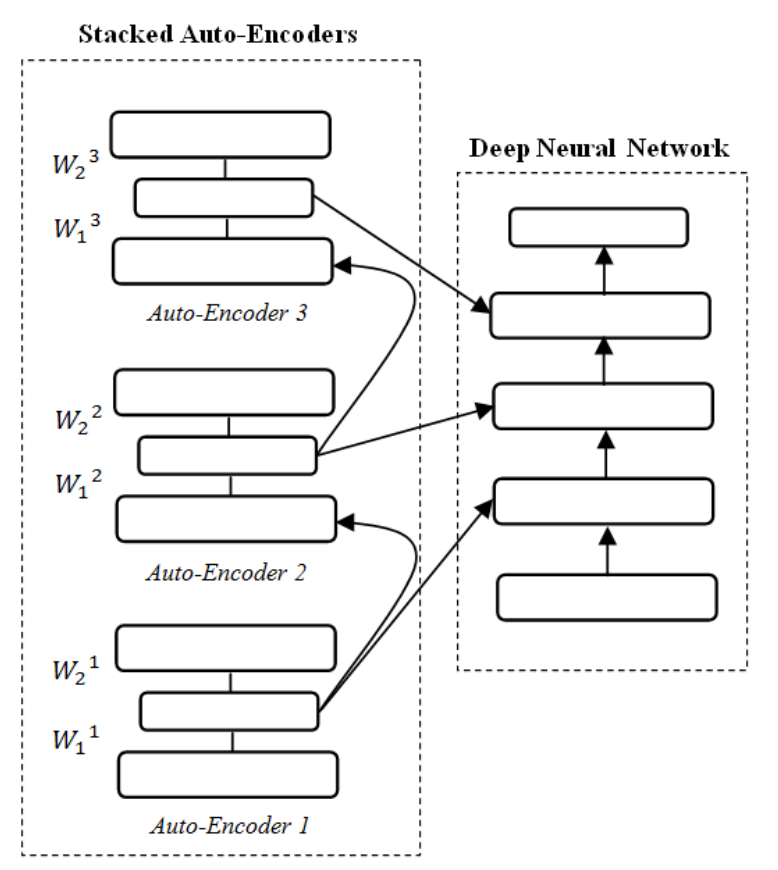 Stacked Auto-Encoders
W₂³
W₁³
Auto-Encoder 3
W₂²
W₁²
Auto-Encoder 2
W₂¹
W₁¹
Auto-Encoder 1
Deep Neural Network